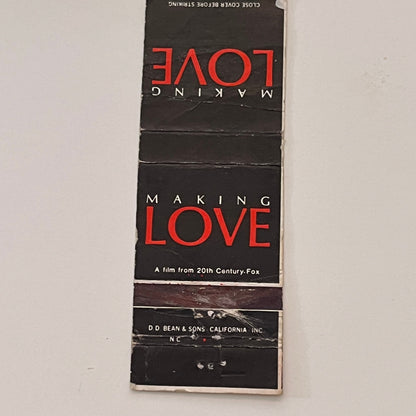 CLOSE COVER BEFORE STRIKING
MAKING
LOVE
MAKING
LOVE
A film from 20th Century-Fox
D.D. BEAN & SONS, CALIFORNIA, INC.
N C